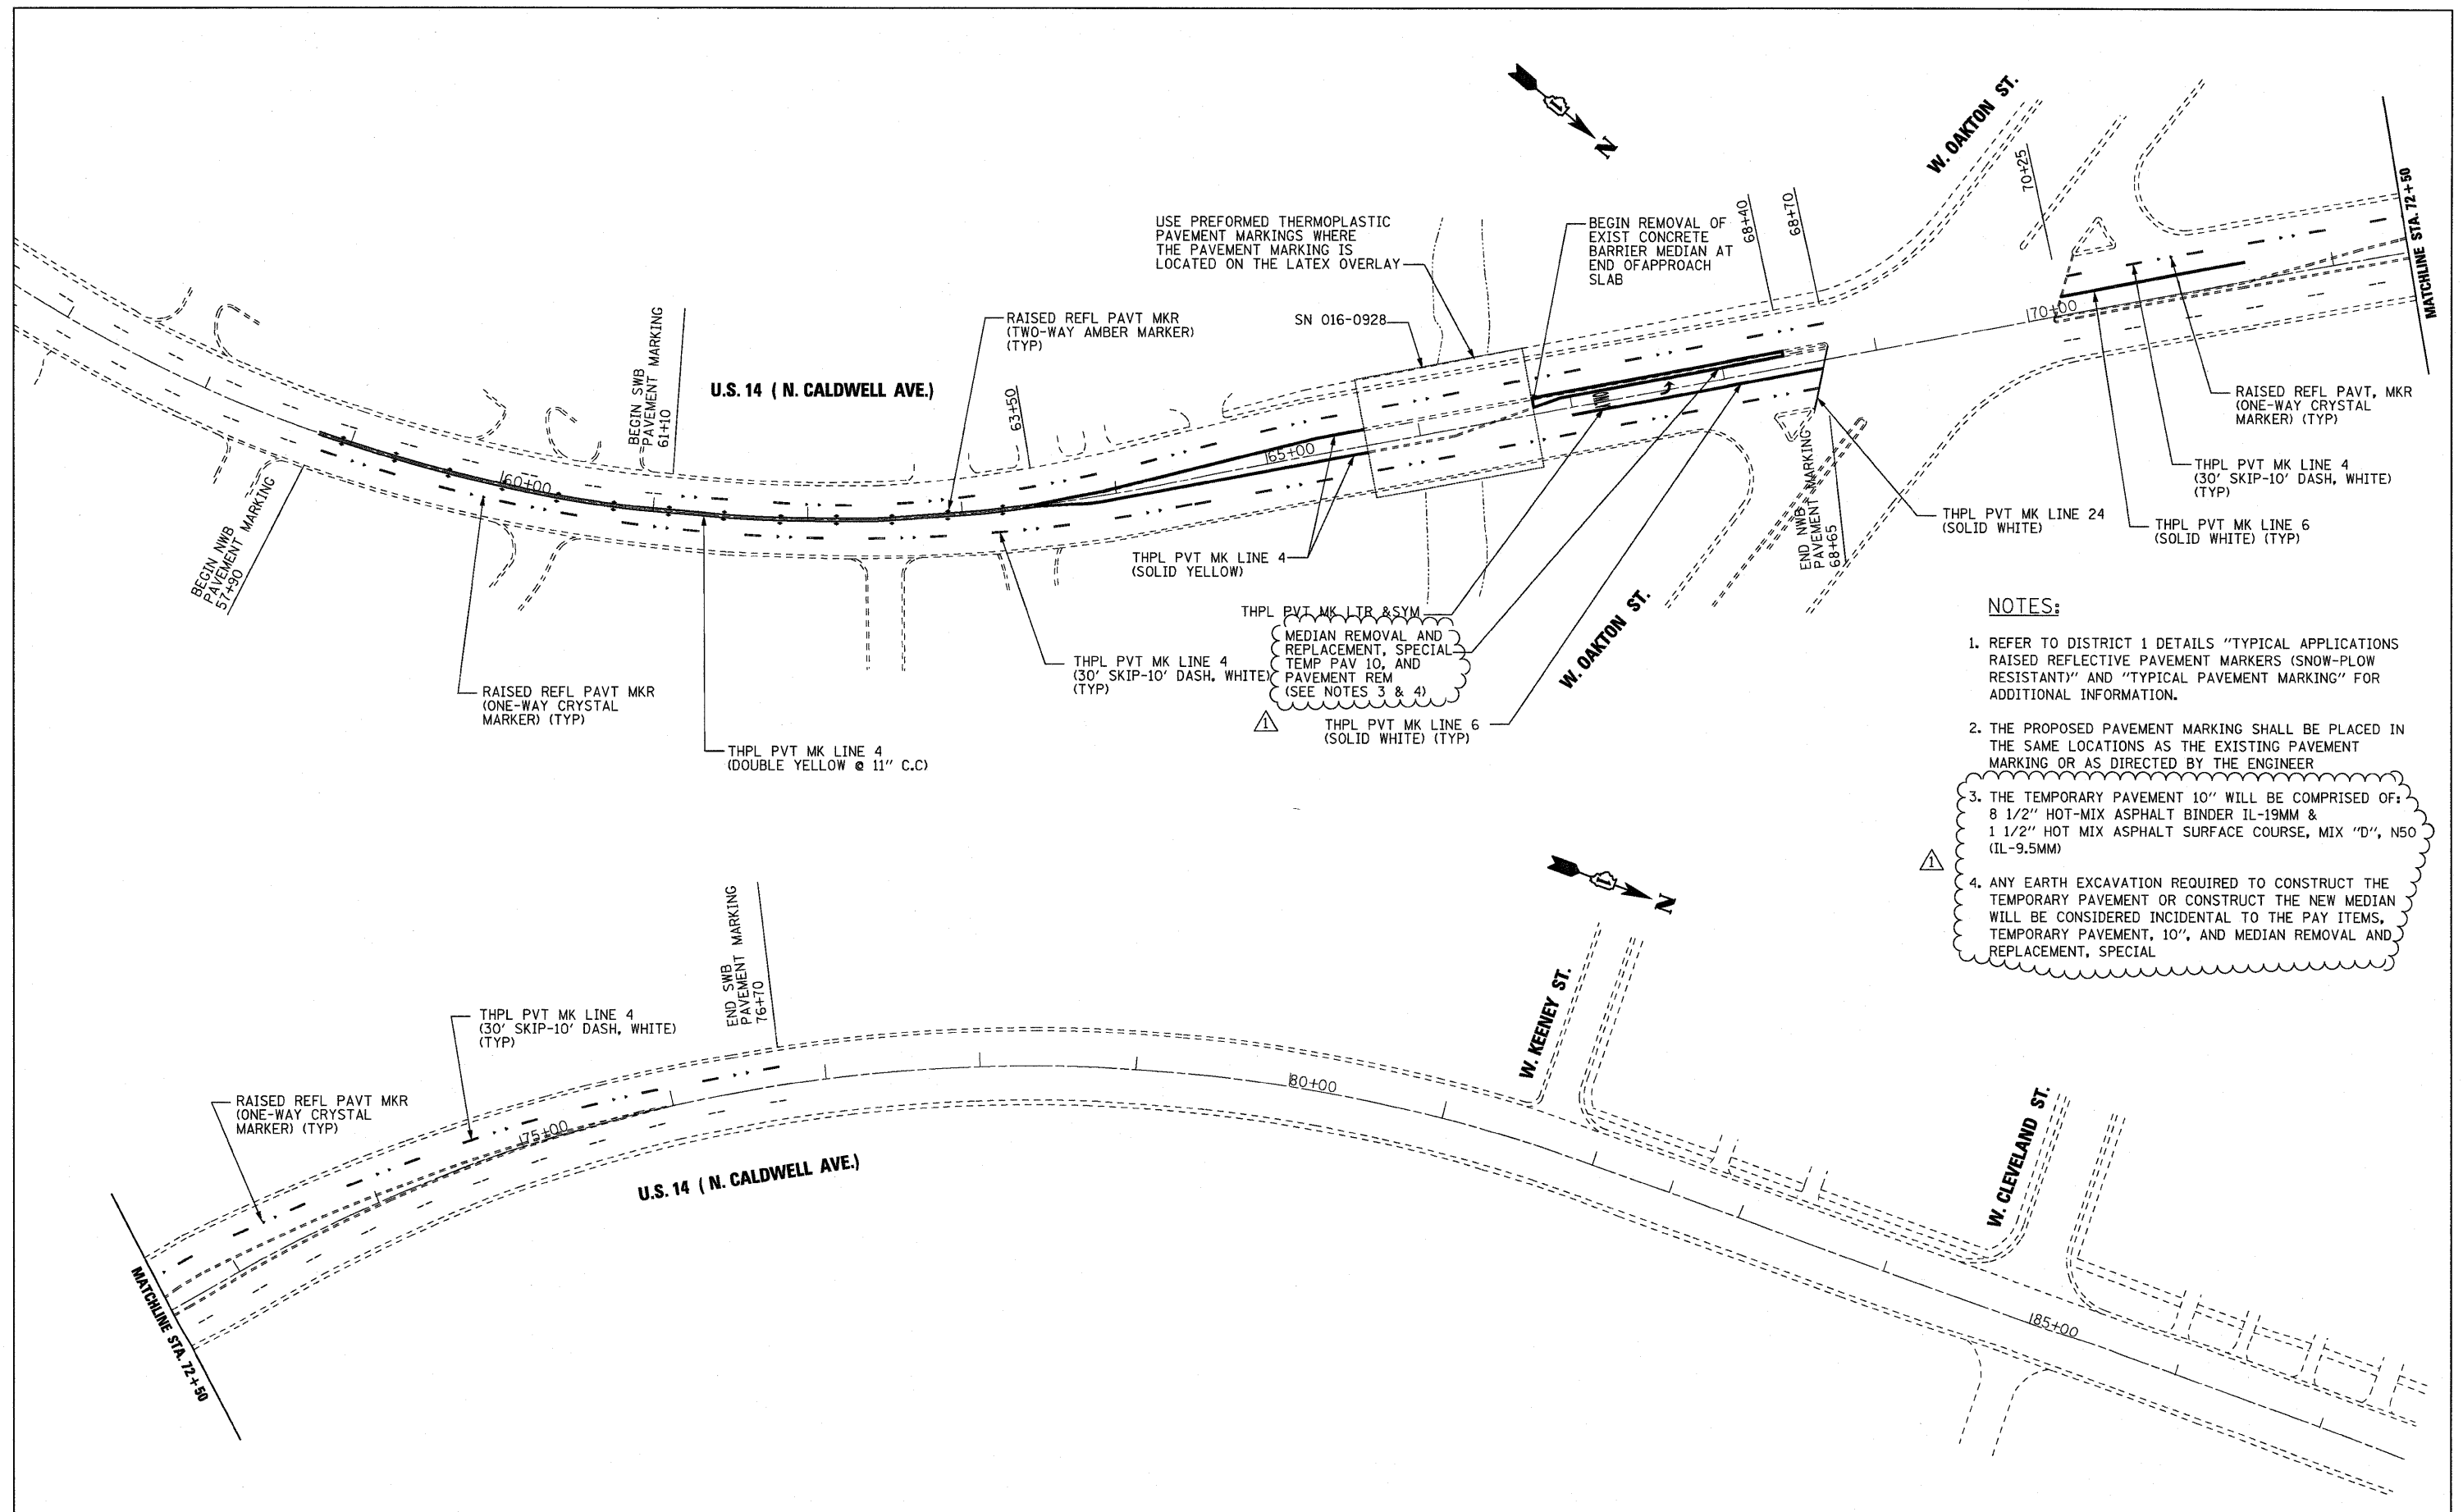 N
W. OAKTON ST.
70+25
MATCHLINE STA. 72+50
USE PREFORMED THERMOPLASTIC
PAVEMENT MARKINGS WHERE
THE PAVEMENT MARKING IS
LOCATED ON THE LATEX OVERLAY
BEGIN REMOVAL OF
EXIST CONCRETE
BARRIER MEDIAN AT
END OFAPPROACH
SLAB
68+40
68+70
SN 016-0928
RAISED REFL PAVT MKR
(TWO-WAY AMBER MARKER)
(TYP)
BEGIN SWB
PAVEMENT MARKING
61+10
U.S. 14 ( N. CALDWELL AVE.)
63+50
60+00
65+00
70+00
ONLY
RAISED REFL PAVT, MKR
(ONE-WAY CRYSTAL
MARKER) (TYP)
THPL PVT MK LINE 4
(30' SKIP-10' DASH, WHITE)
(TYP)
THPL PVT MK LINE 24
(SOLID WHITE)
THPL PVT MK LINE 6
(SOLID WHITE) (TYP)
END NWB
PAVEMENT MARKING
68+65
BEGIN NWB
PAVEMENT MARKING
57+90
THPL PVT MK LINE 4
(SOLID YELLOW)
THPL PVT MK LTR &SYM
MEDIAN REMOVAL AND
REPLACEMENT, SPECIAL
TEMP PAV 10, AND
PAVEMENT REM
(SEE NOTES 3 & 4)
1
W. OAKTON ST.
THPL PVT MK LINE 4
(30' SKIP-10' DASH, WHITE)
(TYP)
RAISED REFL PAVT MKR
(ONE-WAY CRYSTAL
MARKER) (TYP)
THPL PVT MK LINE 6
(SOLID WHITE) (TYP)
THPL PVT MK LINE 4
(DOUBLE YELLOW @ 11" C.C)
NOTES:
1. REFER TO DISTRICT 1 DETAILS "TYPICAL APPLICATIONS
RAISED REFLECTIVE PAVEMENT MARKERS (SNOW-PLOW
RESISTANT)" AND "TYPICAL PAVEMENT MARKING" FOR
ADDITIONAL INFORMATION.
2. THE PROPOSED PAVEMENT MARKING SHALL BE PLACED IN
THE SAME LOCATIONS AS THE EXISTING PAVEMENT
MARKING OR AS DIRECTED BY THE ENGINEER
3. THE TEMPORARY PAVEMENT 10" WILL BE COMPRISED OF:
8 1/2" HOT-MIX ASPHALT BINDER IL-19MM &
1 1/2" HOT MIX ASPHALT SURFACE COURSE, MIX "D", N50
(IL-9.5MM)
1
4. ANY EARTH EXCAVATION REQUIRED TO CONSTRUCT THE
TEMPORARY PAVEMENT OR CONSTRUCT THE NEW MEDIAN
WILL BE CONSIDERED INCIDENTAL TO THE PAY ITEMS,
TEMPORARY PAVEMENT, 10", AND MEDIAN REMOVAL AND
REPLACEMENT, SPECIAL
N
END SWB
PAVEMENT MARKING
76+70
THPL PVT MK LINE 4
(30' SKIP-10' DASH, WHITE)
(TYP)
RAISED REFL PAVT MKR
(ONE-WAY CRYSTAL
MARKER) (TYP)
75+00
80+00
W. KEENEY ST.
W. CLEVELAND ST.
U.S. 14 ( N. CALDWELL AVE.)
MATCHLINE STA. 72+50
85+00